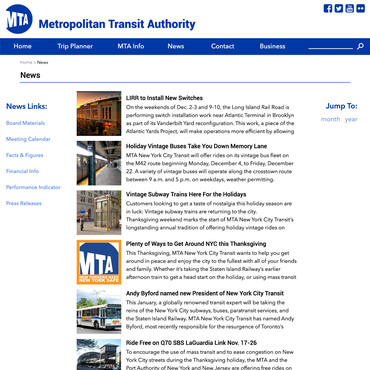 MTA
Metropolitan Transit Authority
Home Trip Planner MTA Info News Contact Business
Home > News
News
News Links:
Board Materials
Meeting Calendar
Facts & Figures
Financial Info
Performance Indicator
Press Releases
LIRR to Install New Switches
On the weekends of Dec. 2-3 and 9-10, the Long Island Rail Road is
performing switch installation work near Atlantic Terminal in Brooklyn
as part of its Vanderbilt Yard reconfiguration. This work, a piece of the
Atlantic Yards Project, will make operations more efficient by allowing
Holiday Vintage Buses Take You Down Memory Lane
MTA New York City Transit will offer rides on its vintage bus fleet on
the M42 route beginning Monday, December 4, to Friday, December
22. A variety of vintage buses will operate along the crosstown route
between 9 a.m. and 5 p.m. on weekdays, weather permitting.
Vintage Subway Trains Here For the Holidays
Customers looking to get a taste of nostalgia this holiday season are
in luck: Vintage subway trains are returning to the city.
Thanksgiving weekend marks the start of MTA New York City Transit's
longstanding annual tradition of offering holiday vintage rides on
MTA
Plenty of Ways to Get Around NYC this Thanksgiving
This Thanksgiving, MTA New York City Transit wants to help you get
around in peace and enjoy the city to the fullest with all of your friends
and family. Whether it's taking the Staten Island Railway's earlier
afternoon train to get a head start on the holiday, or using mass transit
Andy Byford named new President of New York City Transit
This January, a globally renowned transit expert will be taking the
reins of the New York City subways, buses, paratransit services, and
the Staten Island Railway. MTA New York City Transit has named Andy
Byford, most recently responsible for the resurgence of Toronto's
Ride Free on Q70 SBS LaGuardia Link Nov. 17-26
To encourage the use of mass transit and to ease congestion on New
York City streets during the Thanksgiving holiday, the MTA and the
Port Authority of New York and New Jersey are offering free rides on
Jump To:
month year